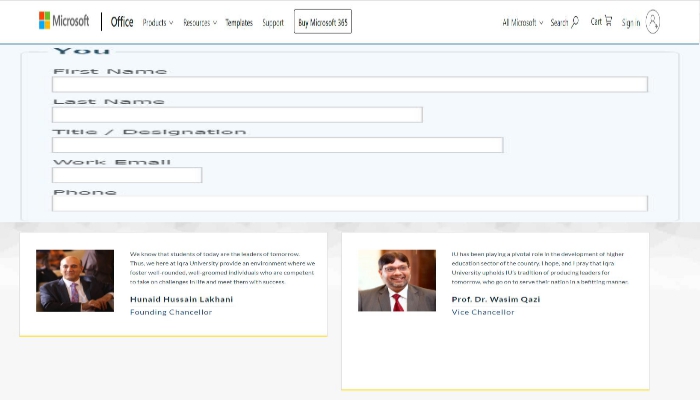 Microsoft Office Products Resources Templates Support Buy Microsoft 365 All Microsoft Search Cart Sign in
You
First Name
Last Name
Title / Designation
Work Email
Phone
We know that students of today are the leaders of tomorrow.
Thus, we here at Iqra University provide an environment where we
foster well-rounded, well-groomed individuals who are competent
to take on challenges in life and meet them with success.
Hunaid Hussain Lakhani
Founding Chancellor
IU has been playing a pivotal role in the development of higher
education sector of the country. I hope, and I pray that Iqra
University upholds IU's tradition of producing leaders for
tomorrow, who go on to serve their nation in a befitting manner.
Prof. Dr. Wasim Qazi
Vice Chancellor